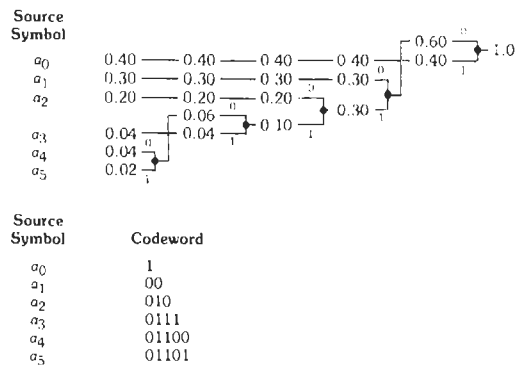 Source
Symbol
0.60 0
a0 0.40 0.40 0 40 0 40 0.40 1 1.0
a1 0.30 0.30 0 30 0.30 0
a2 0.20 0.20 0.20 0 0.30 1
0.06 0
a3 0.04 0.04 1 0 10 1
a4 0.04 0
a5 0.02 1
Source
Symbol Codeword
a0 1
a1 00
a2 010
a3 0111
a4 01100
a5 01101